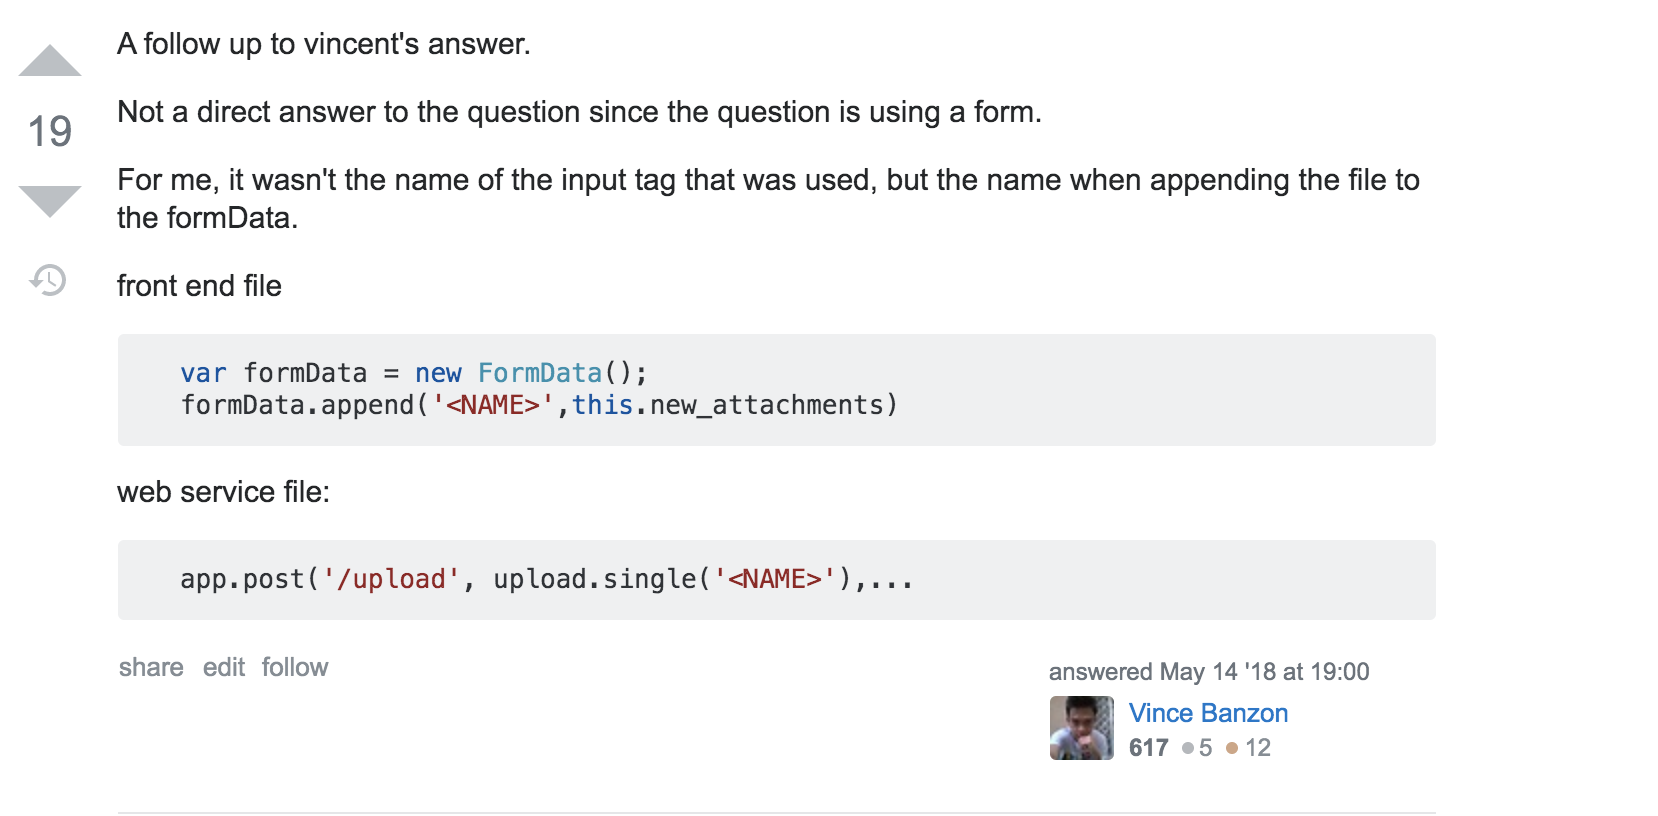 A follow up to vincent's answer.
19
Not a direct answer to the question since the question is using a form.
For me, it wasn't the name of the input tag that was used, but the name when appending the file to
the formData.
front end file
var formData = new FormData();
formData.append('<NAME>',this.new_attachments)
web service file:
app.post('/upload', upload.single('<NAME>'),...
share edit follow
answered May 14 '18 at 19:00
Vince Banzon
617 5 12